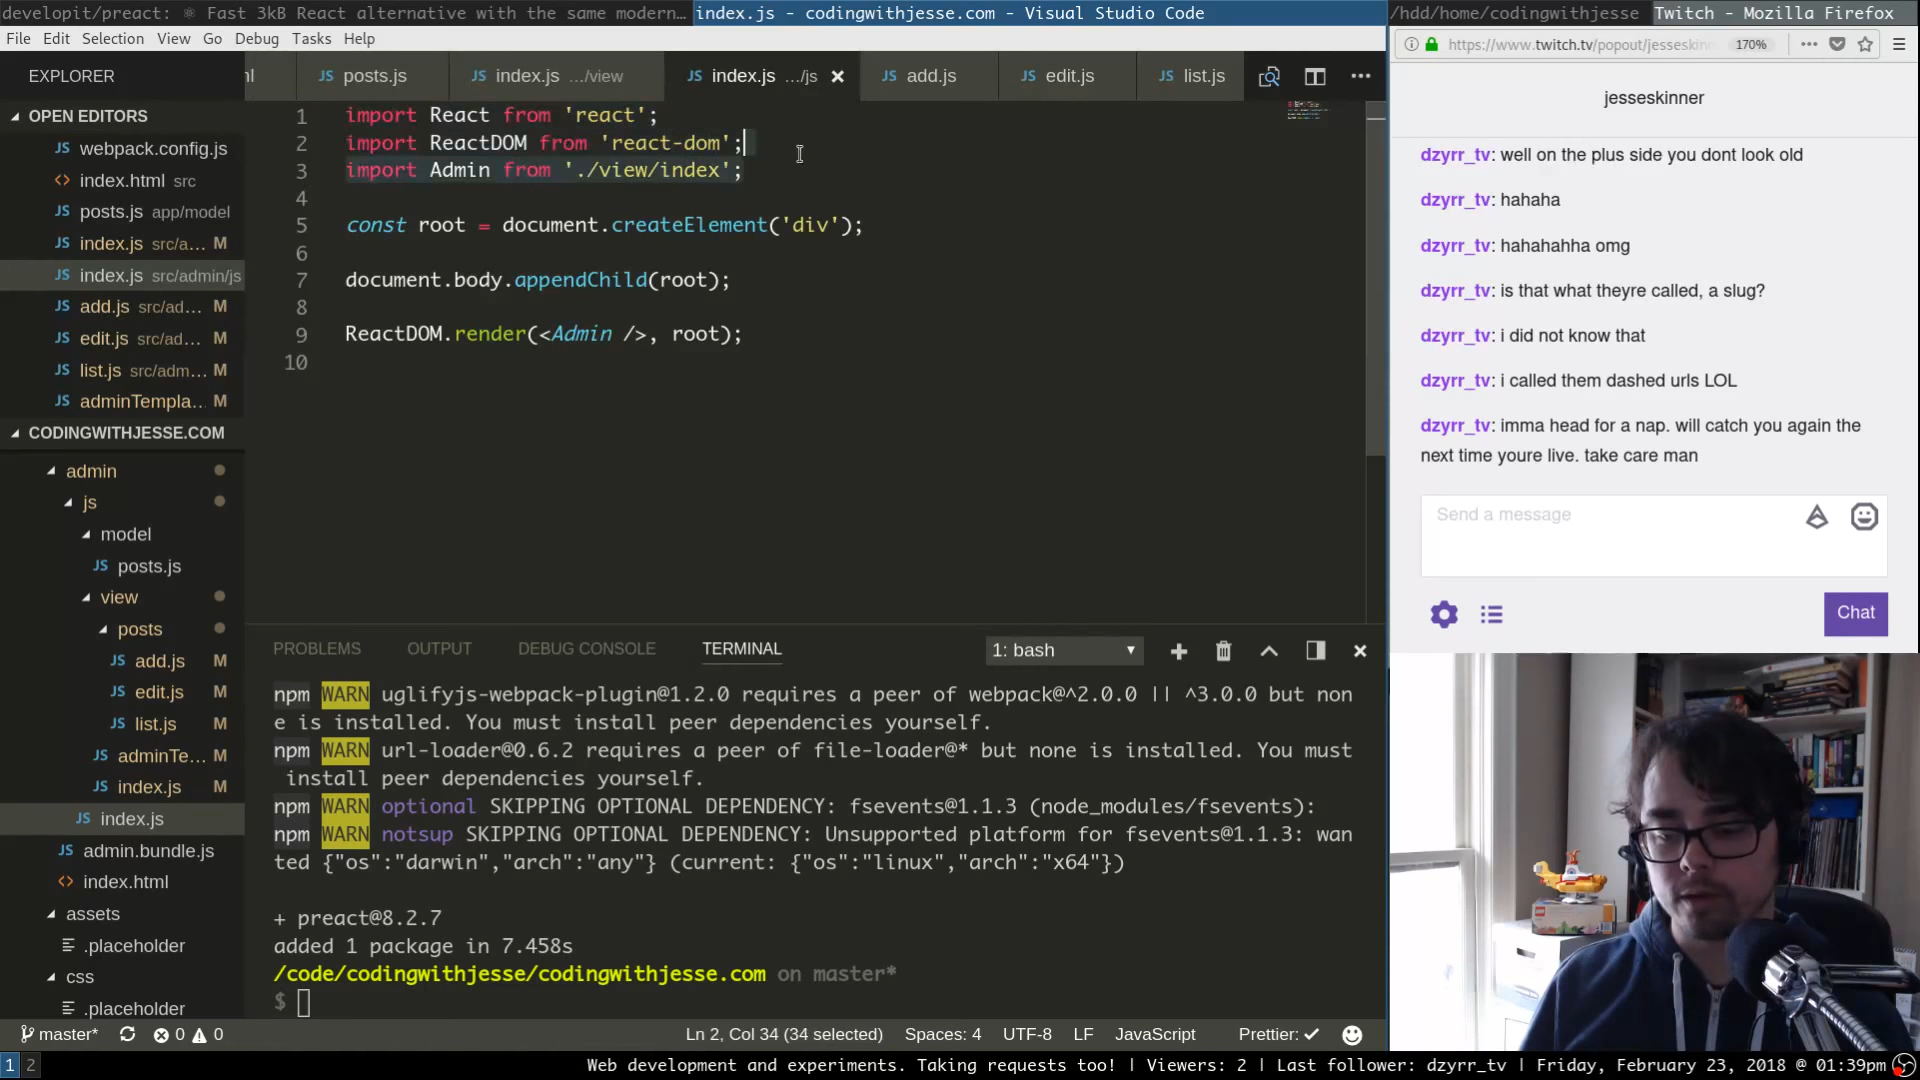 developit/preact: ⚛ Fast 3kB React alternative with the same modern…
index.js - codingwithjesse.com - Visual Studio Code
/hdd/home/codingwithjesse
Twitch - Mozilla Firefox
File Edit Selection View Go Debug Tasks Help
https://www.twitch.tv/popout/jesseskinn
170%
EXPLORER
posts.js
index.js …/view
index.js …/js
add.js
edit.js
list.js
OPEN EDITORS
webpack.config.js
index.html src
posts.js app/model
index.js src/a… M
index.js src/admin/js
add.js src/ad… M
edit.js src/ad… M
list.js src/adm… M
adminTempla… M
CODINGWITHJESSE.COM
admin
js
model
posts.js
view
posts
add.js M
edit.js M
list.js M
adminTe… M
index.js M
index.js
admin.bundle.js
index.html
assets
.placeholder
css
.placeholder
1 import React from 'react';
2 import ReactDOM from 'react-dom';
3 import Admin from './view/index';
4
5 const root = document.createElement('div');
6
7 document.body.appendChild(root);
8
9 ReactDOM.render(<Admin />, root);
10
PROBLEMS OUTPUT DEBUG CONSOLE TERMINAL
1: bash
npm WARN uglifyjs-webpack-plugin@1.2.0 requires a peer of webpack@^2.0.0 || ^3.0.0 but non
e is installed. You must install peer dependencies yourself.
npm WARN url-loader@0.6.2 requires a peer of file-loader@* but none is installed. You must
install peer dependencies yourself.
npm WARN optional SKIPPING OPTIONAL DEPENDENCY: fsevents@1.1.3 (node_modules/fsevents):
npm WARN notsup SKIPPING OPTIONAL DEPENDENCY: Unsupported platform for fsevents@1.1.3: wan
ted {"os":"darwin","arch":"any"} (current: {"os":"linux","arch":"x64"})
+ preact@8.2.7
added 1 package in 7.458s
/code/codingwithjesse/codingwithjesse.com on master*
$
jesseskinner
dzyrr_tv: well on the plus side you dont look old
dzyrr_tv: hahaha
dzyrr_tv: hahahahha omg
dzyrr_tv: is that what theyre called, a slug?
dzyrr_tv: i did not know that
dzyrr_tv: i called them dashed urls LOL
dzyrr_tv: imma head for a nap. will catch you again the
next time youre live. take care man
Send a message
Chat
master* 0 0
Ln 2, Col 34 (34 selected) Spaces: 4 UTF-8 LF JavaScript Prettier: ✓
1 2
Web development and experiments. Taking requests too! | Viewers: 2 | Last follower: dzyrr_tv | Friday, February 23, 2018 @ 01:39pm